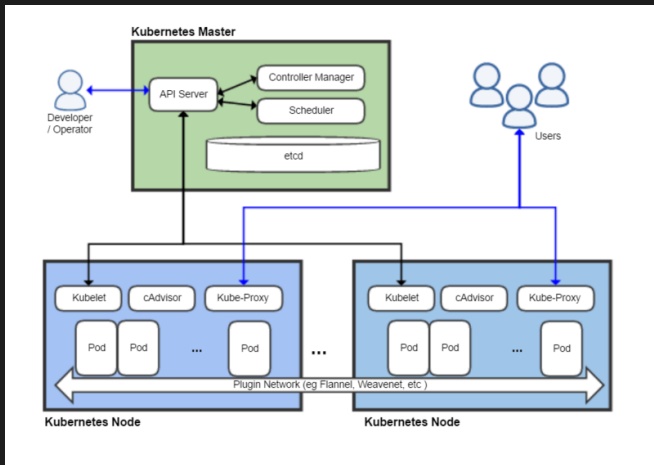 Kubernetes Master
API Server
Controller Manager
Scheduler
etcd
Developer
/ Operator
Users
Kubelet
cAdvisor
Kube-Proxy
Pod
Pod
...
Pod
Kubernetes Node
...
Kubelet
cAdvisor
Kube-Proxy
Pod
Pod
...
Pod
Plugin Network (eg Flannel, Weavenet, etc )
Kubernetes Node